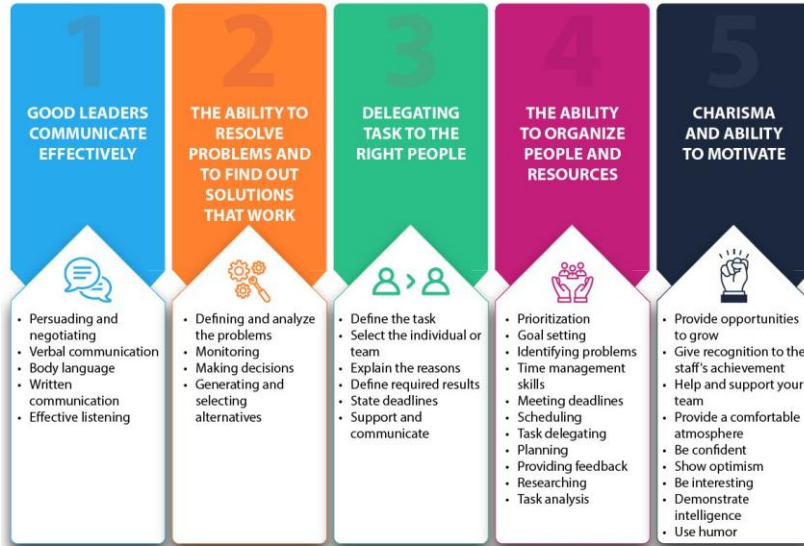 1
GOOD LEADERS
COMMUNICATE
EFFECTIVELY
• Persuading and
negotiating
• Verbal communication
• Body language
• Written
communication
• Effective listening
2
THE ABILITY TO
RESOLVE
PROBLEMS AND
TO FIND OUT
SOLUTIONS
THAT WORK
• Defining and analyze
the problems
• Monitoring
• Making decisions
• Generating and
selecting
alternatives
3
DELEGATING
TASK TO THE
RIGHT PEOPLE
• Define the task
• Select the individual or
team
• Explain the reasons
• Define required results
• State deadlines
• Support and
communicate
4
THE ABILITY
TO ORGANIZE
PEOPLE AND
RESOURCES
• Prioritization
• Goal setting
• Identifying problems
• Time management
skills
• Meeting deadlines
• Scheduling
• Task delegating
• Planning
• Providing feedback
• Researching
• Task analysis
5
CHARISMA
AND ABILITY
TO MOTIVATE
• Provide opportunities
to grow
• Give recognition to the
staff's achievement
• Help and support your
team
• Provide a comfortable
atmosphere
• Be confident
• Show optimism
• Be interesting
• Demonstrate
intelligence
• Use humor